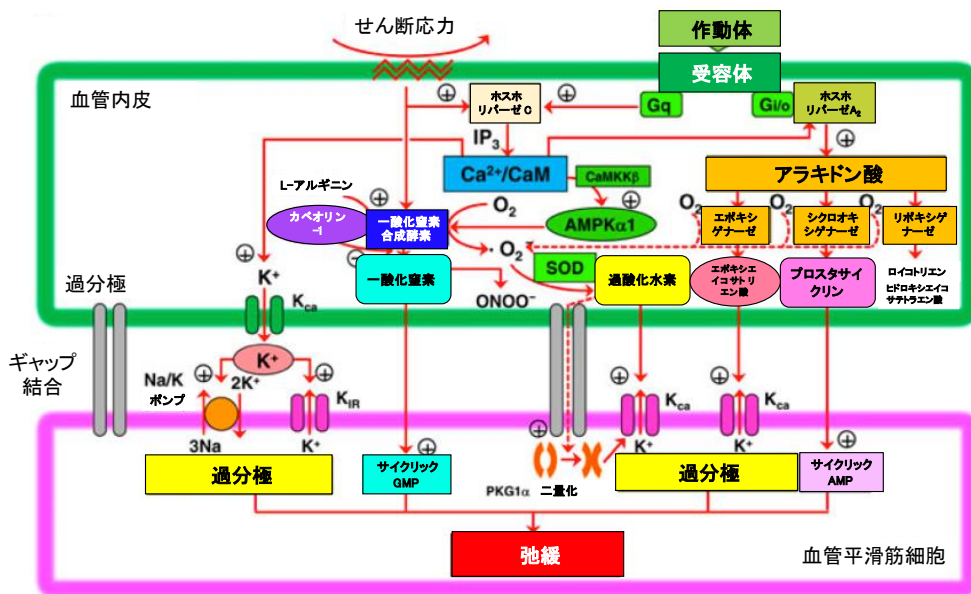 せん断応力
作動体
受容体
血管内皮
ホスホ
リパーゼ C
Gq
Gi/o
ホスホ
リパーゼA₂
IP₃
Ca²⁺/CaM
CaMKKβ
アラキドン酸
L-アルギニン
カベオリン
-1
一酸化窒素
合成酵素
O₂
AMPKα1
O₂
エポキシ
ゲナーゼ
O₂
シクロオキ
シゲナーゼ
O₂
リポキシゲ
ナーゼ
· O₂⁻
過分極
K⁺
一酸化窒素
SOD
過酸化水素
エポキシエ
イコサトリ
エン酸
プロスタサイ
クリン
ロイコトリエン
ヒドロキシエイコ
サテトラエン酸
ONOO⁻
Kca
ギャップ
結合
K⁺
Na/K
ポンプ
2K⁺
KIR
Kca
Kca
3Na
K⁺
K⁺
K⁺
過分極
サイクリック
GMP
PKG1α
二量化
過分極
サイクリック
AMP
弛緩
血管平滑筋細胞